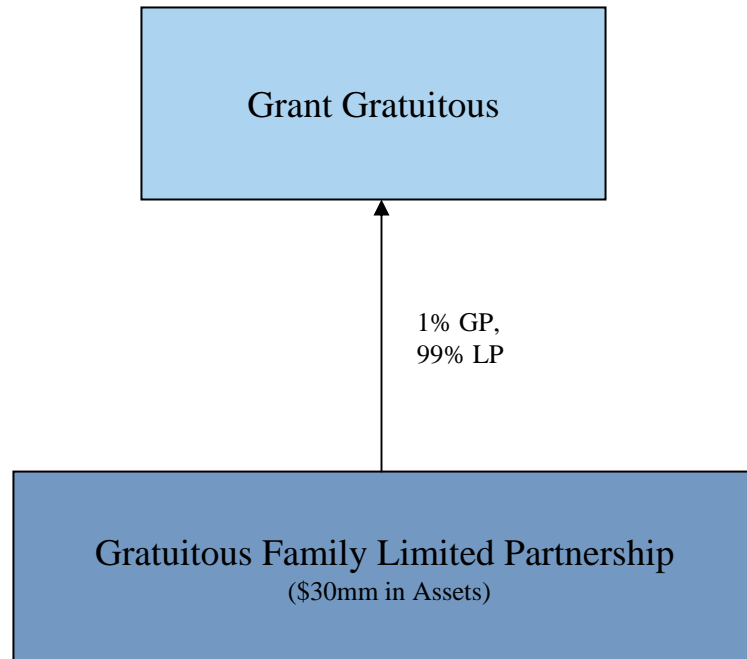 Grant Gratuitous
1% GP,
99% LP
Gratuitous Family Limited Partnership
($30mm in Assets)